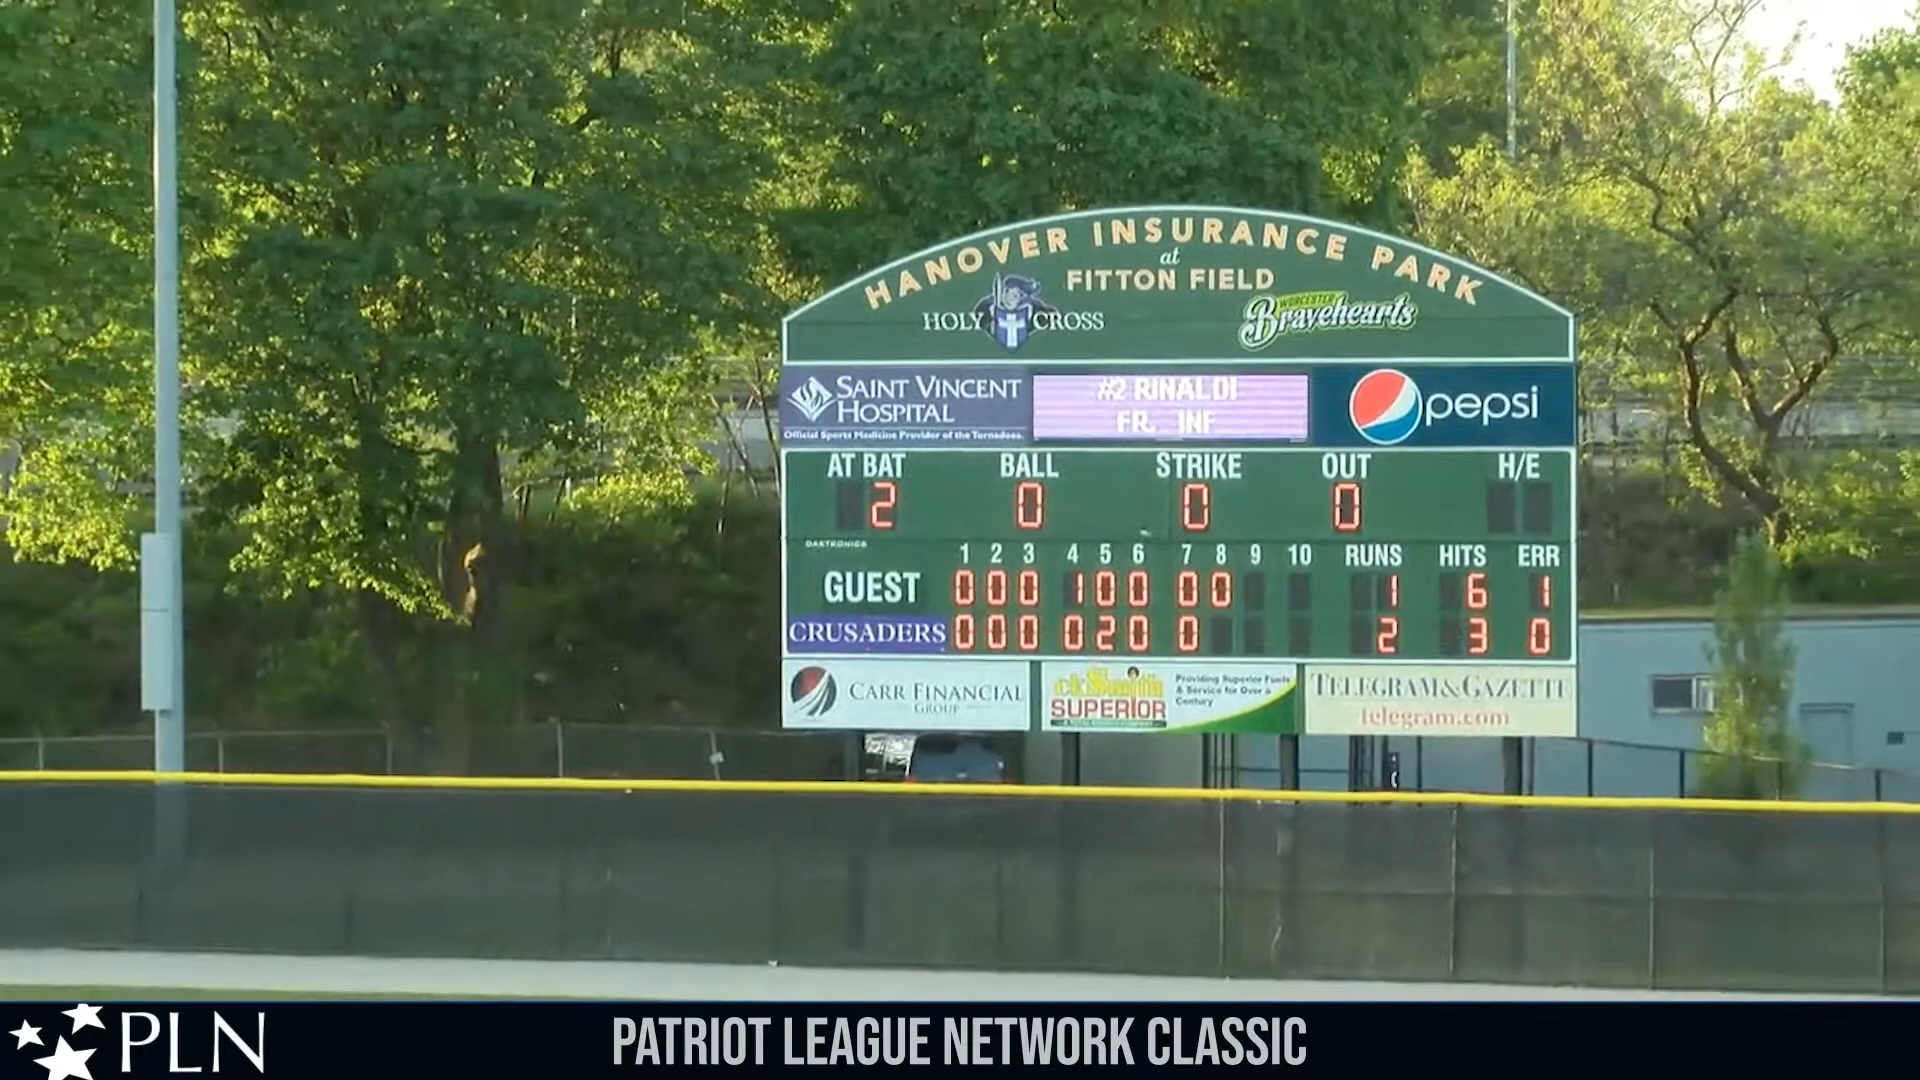 HANOVER INSURANCE PARK
at
FITTON FIELD
HOLY CROSS
WORCESTER
Bravehearts
SAINT VINCENT
HOSPITAL
Official Sports Medicine Provider of the Tornadoes.
#2 RINALDI
FR. INF
pepsi
AT BAT BALL STRIKE OUT H/E
2 0 0 0
DAKTRONICS
1 2 3 4 5 6 7 8 9 10 RUNS HITS ERR
GUEST 0 0 0 1 0 0 0 0 1 6 1
CRUSADERS 0 0 0 0 2 0 0 2 3 0
CARR FINANCIAL
GROUP
ckSmith
SUPERIOR
Providing Superior Fuels
& Service for Over a
Century
TELEGRAM&GAZETTE
telegram.com
PLN
PATRIOT LEAGUE NETWORK CLASSIC